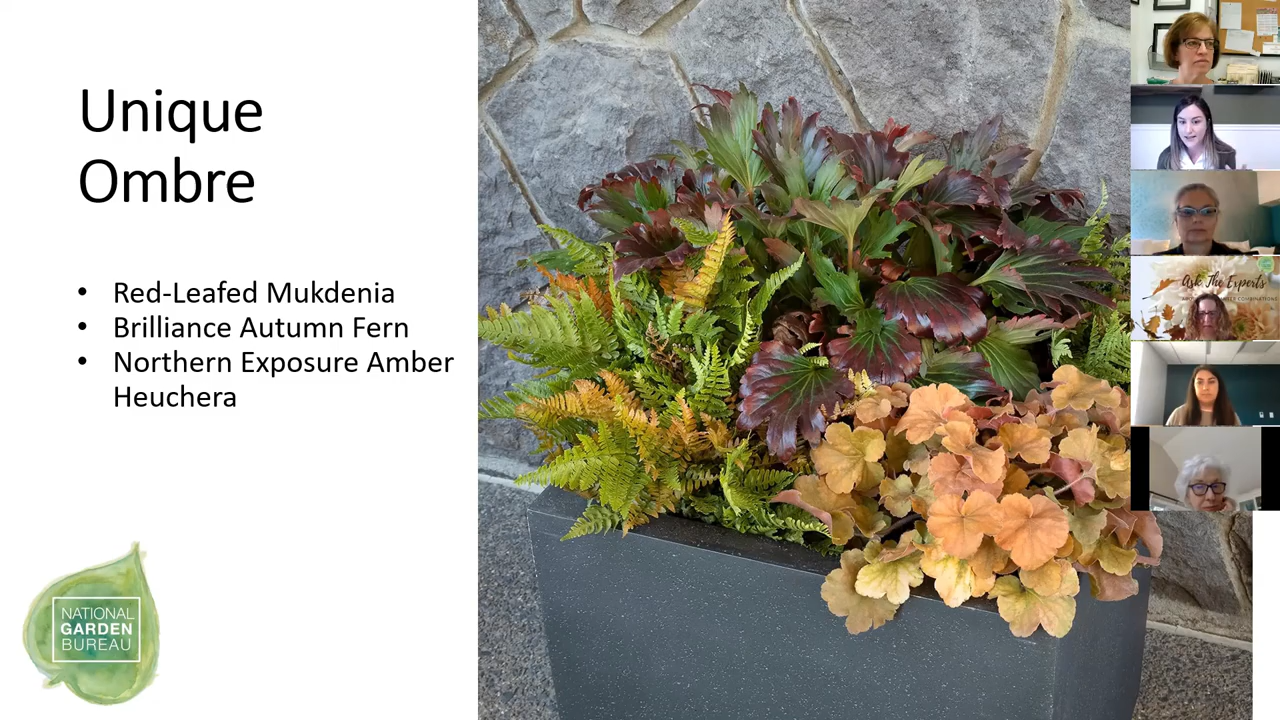 Unique
Ombre
• Red-Leafed Mukdenia
• Brilliance Autumn Fern
• Northern Exposure Amber
Heuchera
NATIONAL
GARDEN
BUREAU
Ask The Experts